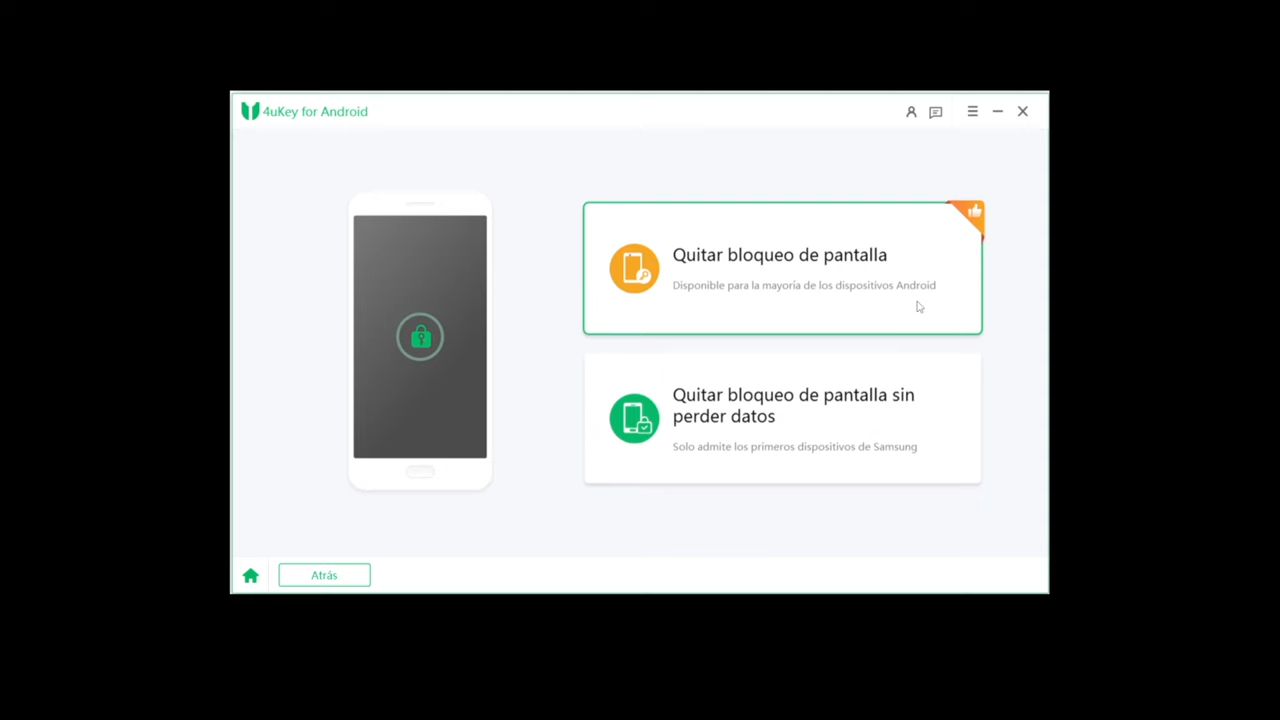 4uKey for Android
Quitar bloqueo de pantalla
Disponible para la mayoría de los dispositivos Android
Quitar bloqueo de pantalla sin
perder datos
Solo admite los primeros dispositivos de Samsung
Atrás